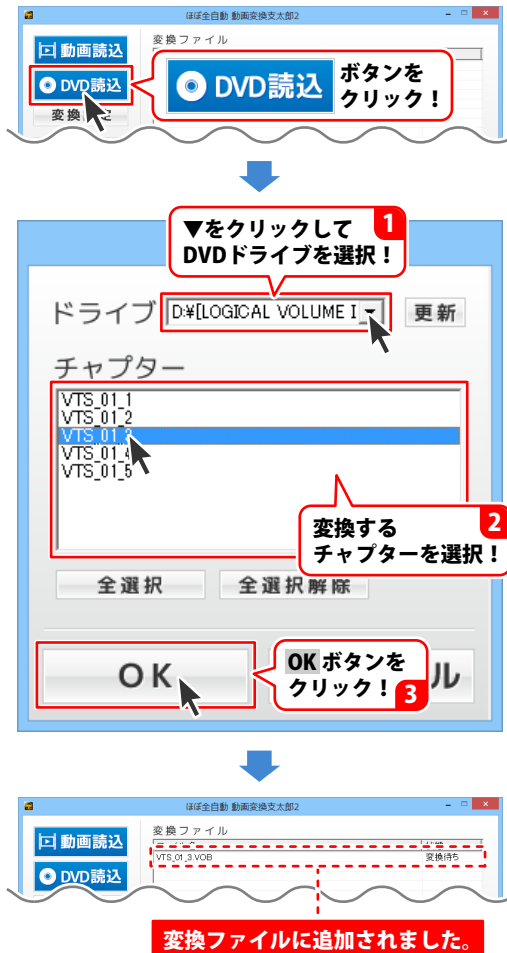 ほぼ全自動 動画変換支太郎2
動画読込
変換ファイル
DVD読込
DVD読込
ボタンを
クリック！
変換
▼をクリックして
DVDドライブを選択！
1
ドライブ
D:¥[LOGICAL VOLUME I
更新
チャプター
VTS_01_1
VTS_01_2
VTS_01_3
VTS_01_4
VTS_01_5
変換する
チャプターを選択！
2
全選択
全選択解除
OK
OK ボタンを
クリック！
3
ル
ほぼ全自動 動画変換支太郎2
動画読込
変換ファイル
VTS_01_3.VOB
変換待ち
DVD読込
変換ファイルに追加されました。